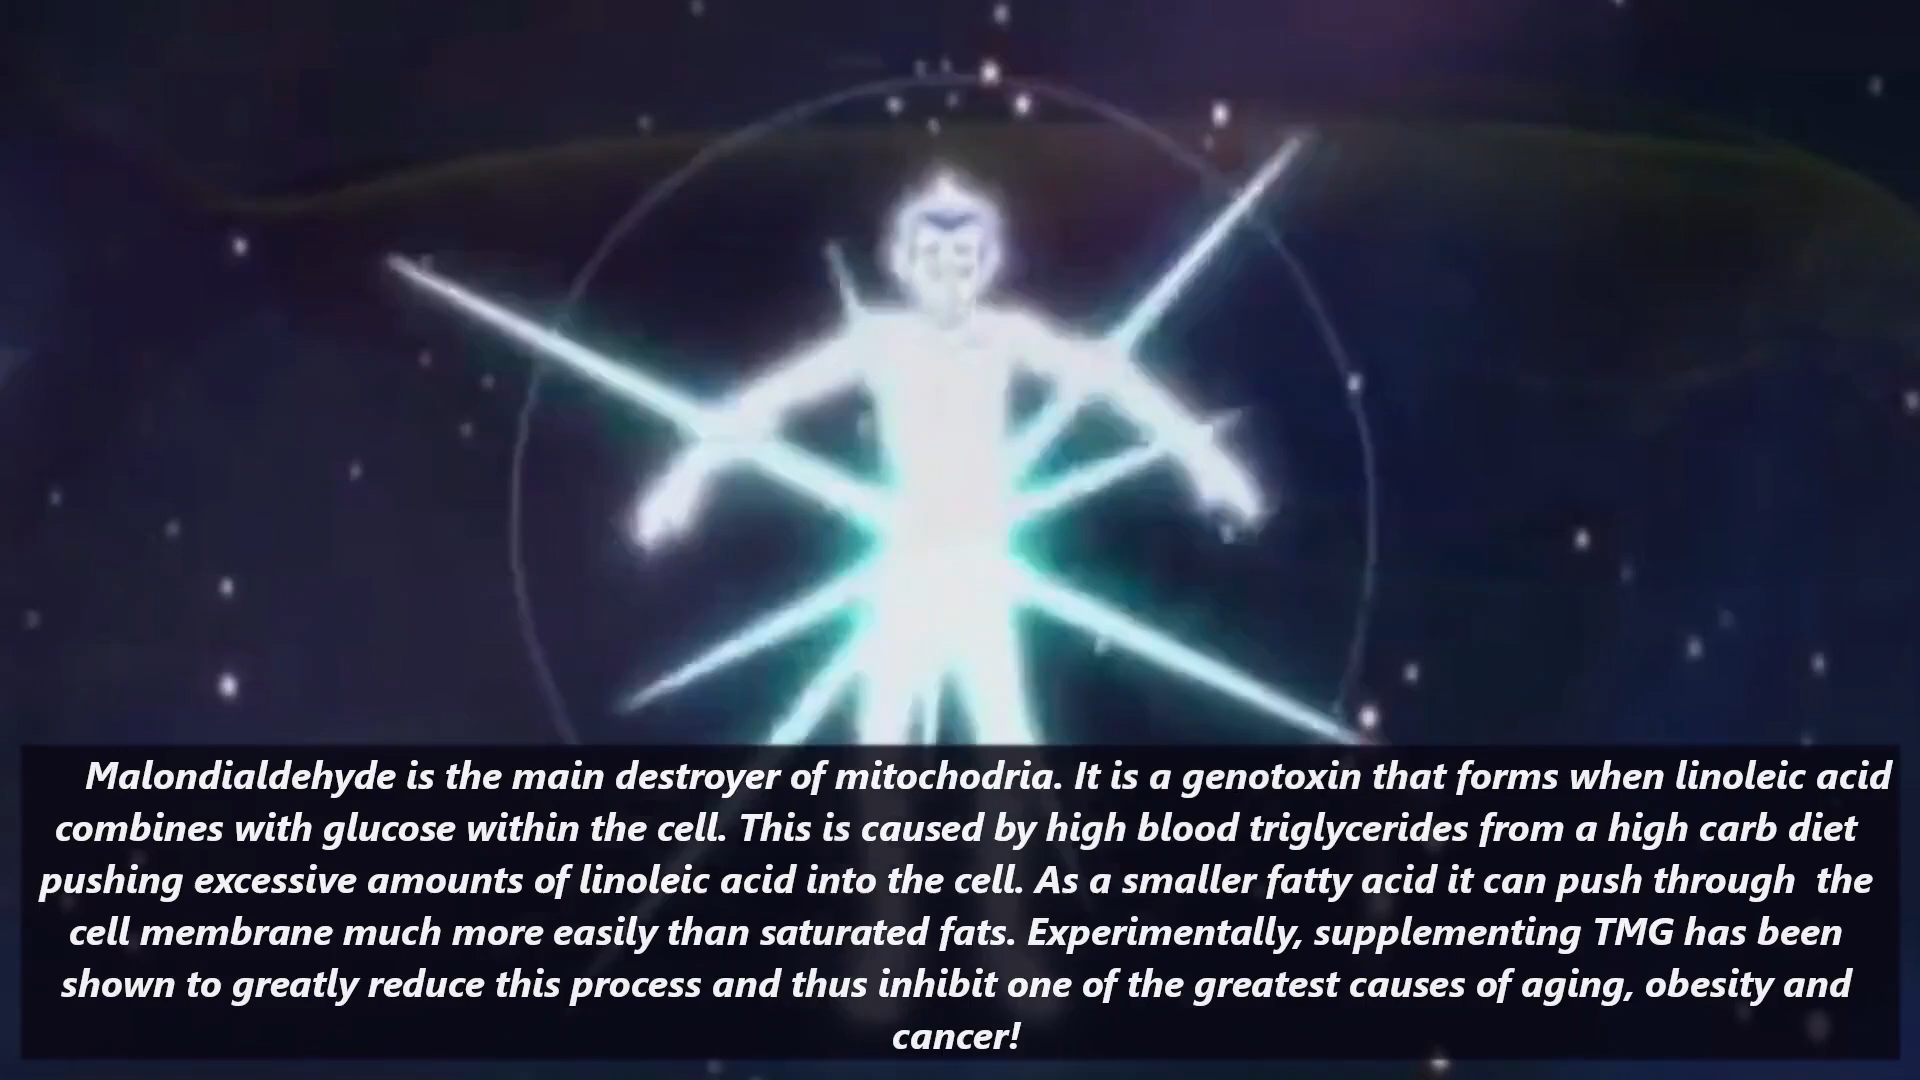 Malondialdehyde is the main destroyer of mitochodria. It is a genotoxin that forms when linoleic acid
combines with glucose within the cell. This is caused by high blood triglycerides from a high carb diet
pushing excessive amounts of linoleic acid into the cell. As a smaller fatty acid it can push through  the
cell membrane much more easily than saturated fats. Experimentally, supplementing TMG has been
shown to greatly reduce this process and thus inhibit one of the greatest causes of aging, obesity and
cancer!